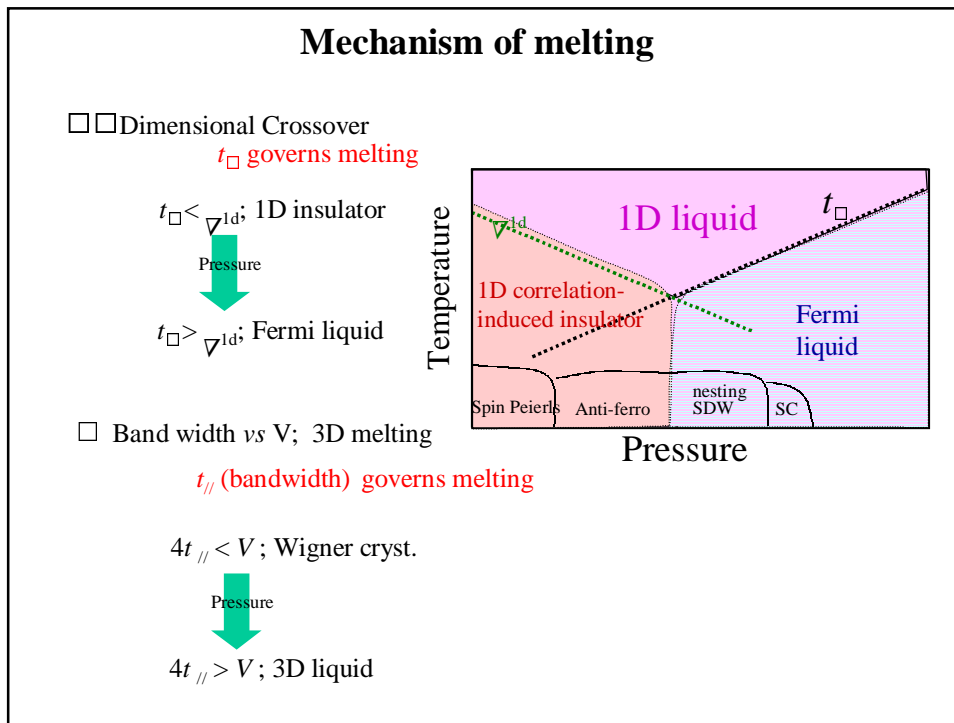 Mechanism of melting
□□Dimensional Crossover
t□ governs melting
t□< ▽1d; 1D insulator
Pressure
t□> ▽1d; Fermi liquid
□ Band width vs V; 3D melting
t// (bandwidth) governs melting
4t// < V ; Wigner cryst.
Pressure
4t// > V ; 3D liquid
Temperature
▽1d
1D liquid
t□
1D correlation-
induced insulator
Fermi
liquid
Spin Peierls
Anti-ferro
nesting
SDW
SC
Pressure